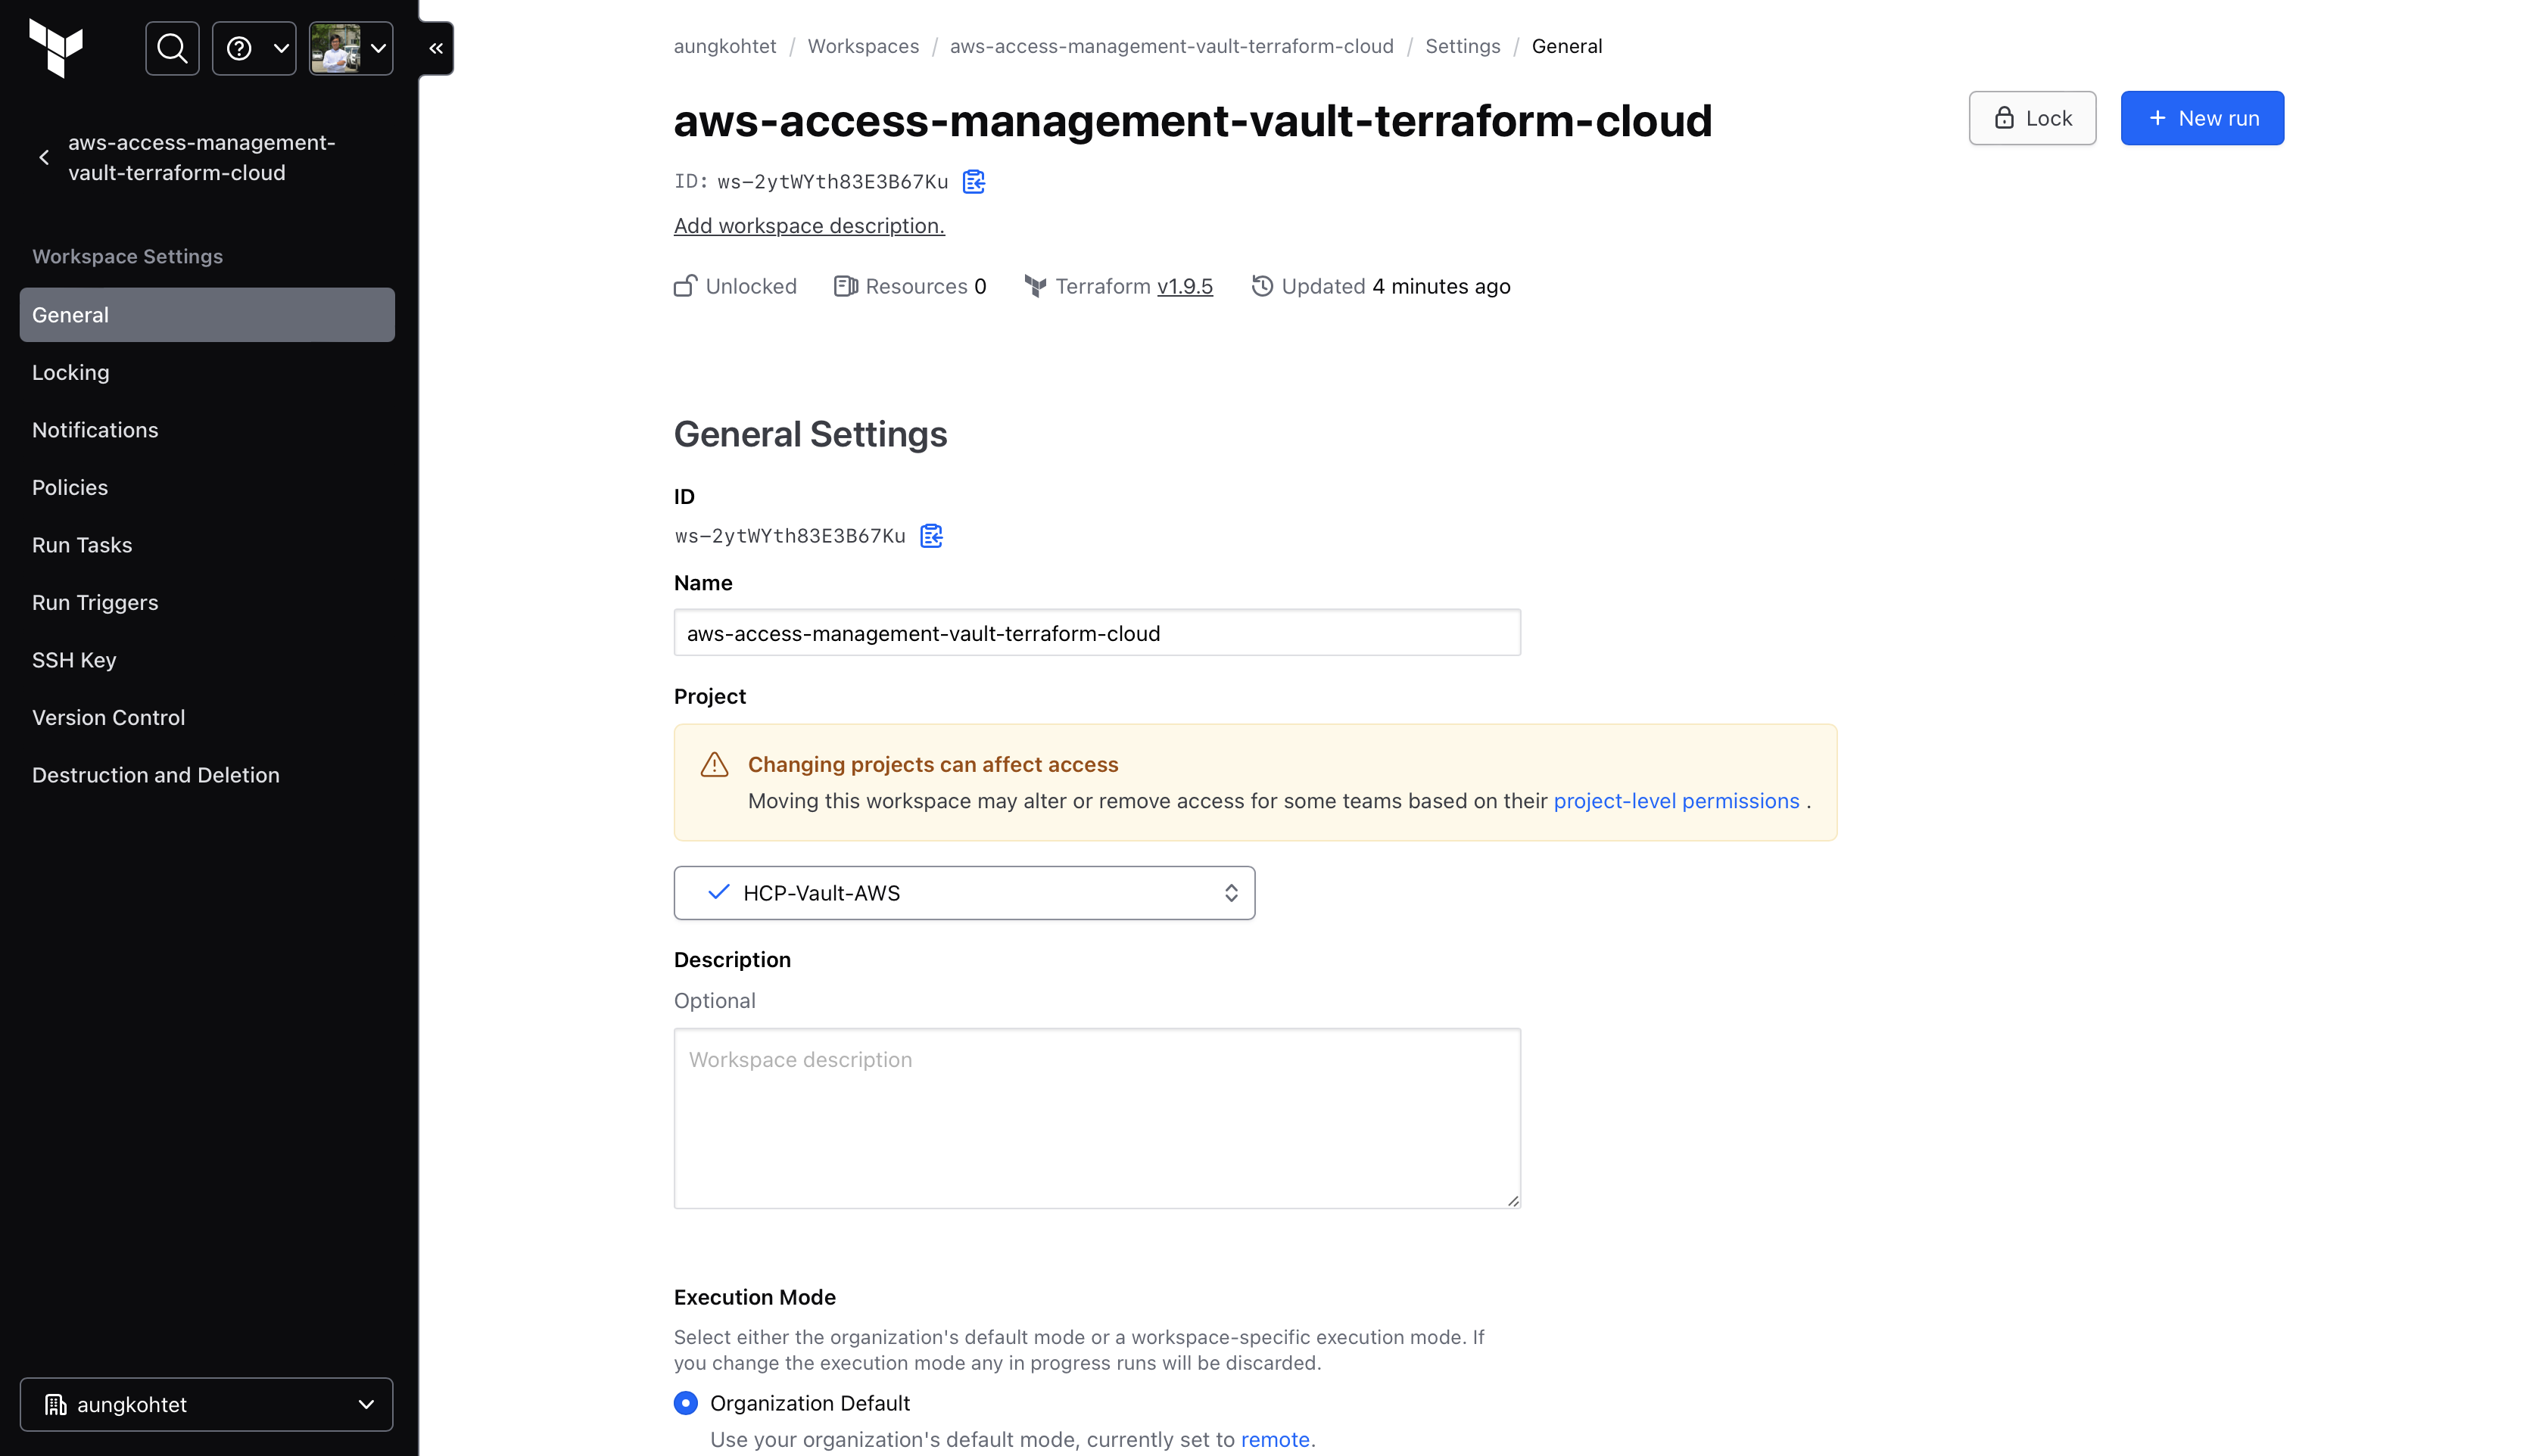 aungkohtet / Workspaces / aws-access-management-vault-terraform-cloud / Settings / General
aws-access-management-
vault-terraform-cloud
Workspace Settings
General
Locking
Notifications
Policies
Run Tasks
Run Triggers
SSH Key
Version Control
Destruction and Deletion
aungkohtet
aws-access-management-vault-terraform-cloud
Lock
+ New run
ID: ws-2ytWYth83E3B67Ku
Add workspace description.
Unlocked Resources 0 Terraform v1.9.5 Updated 4 minutes ago
General Settings
ID
ws-2ytWYth83E3B67Ku
Name
aws-access-management-vault-terraform-cloud
Project
Changing projects can affect access
Moving this workspace may alter or remove access for some teams based on their project-level permissions .
HCP-Vault-AWS
Description
Optional
Workspace description
Execution Mode
Select either the organization's default mode or a workspace-specific execution mode. If
you change the execution mode any in progress runs will be discarded.
Organization Default
Use your organization's default mode, currently set to remote.